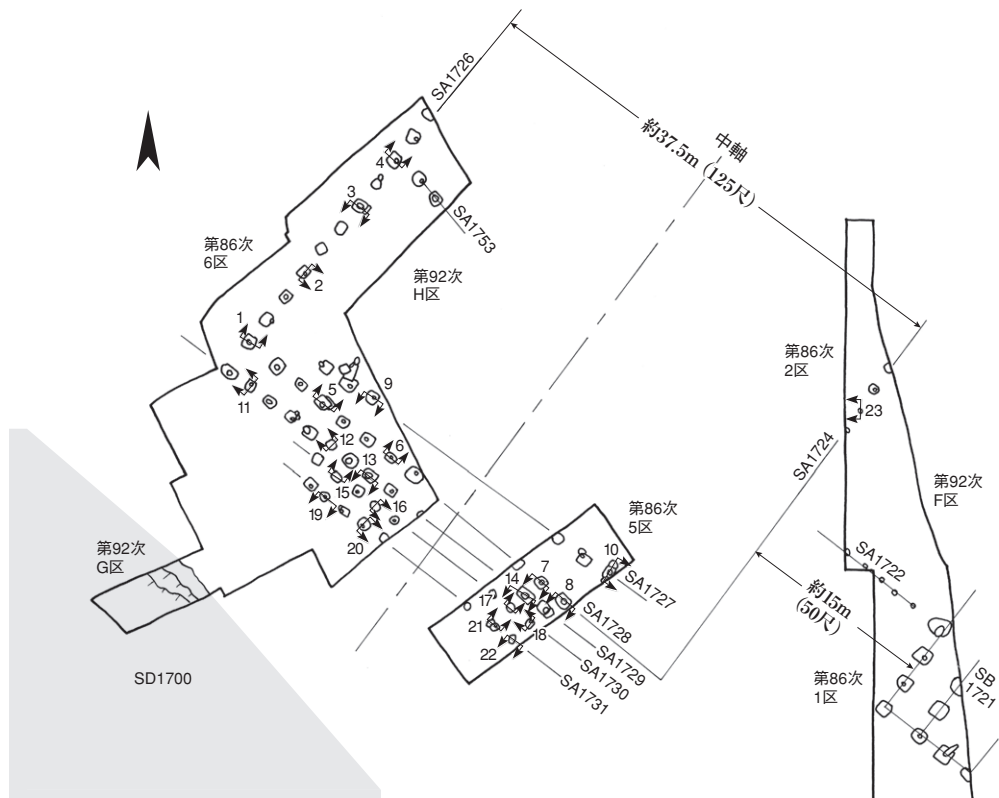 SA1726
約37.5m (125尺)
中軸
4
3
SA1753
第86次
6区
第92次
H区
2
1
第86次
2区
5
9
11
23
12
6
SA1724
13
15
16
第92次
F区
19
20
第86次
5区
第92次
G区
SA1722
10
7
14
8
SA1727
17
約15m
(50尺)
21
18
SA1728
22
SA1729
SA1730
SA1731
SD1700
第86次
1区
SB
1721